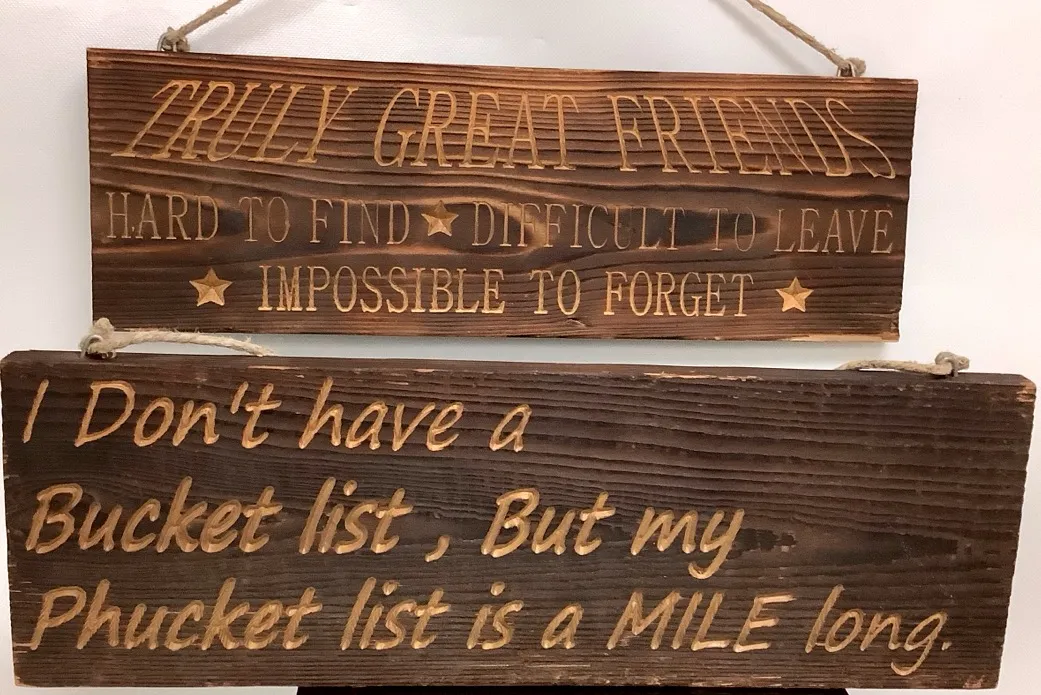 TRULY GREAT FRIENDS
HARD TO FIND ★ DIFFICULT TO LEAVE
★ IMPOSSIBLE TO FORGET ★
I Don't have a
Bucket list , But my
Phucket list is a MILE long.